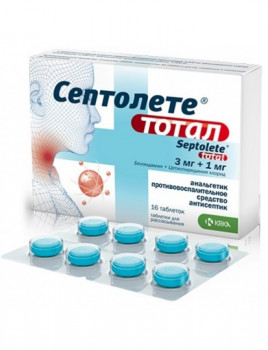 Септолете®
тотал
Septolete®
total
3 мг + 1 мг
Бензидамин + Цетилпиридиния хлорид
анальгетик
противовоспалительное
средство
антисептик
16 таблеток
таблетки для
рассасывания
KRKA